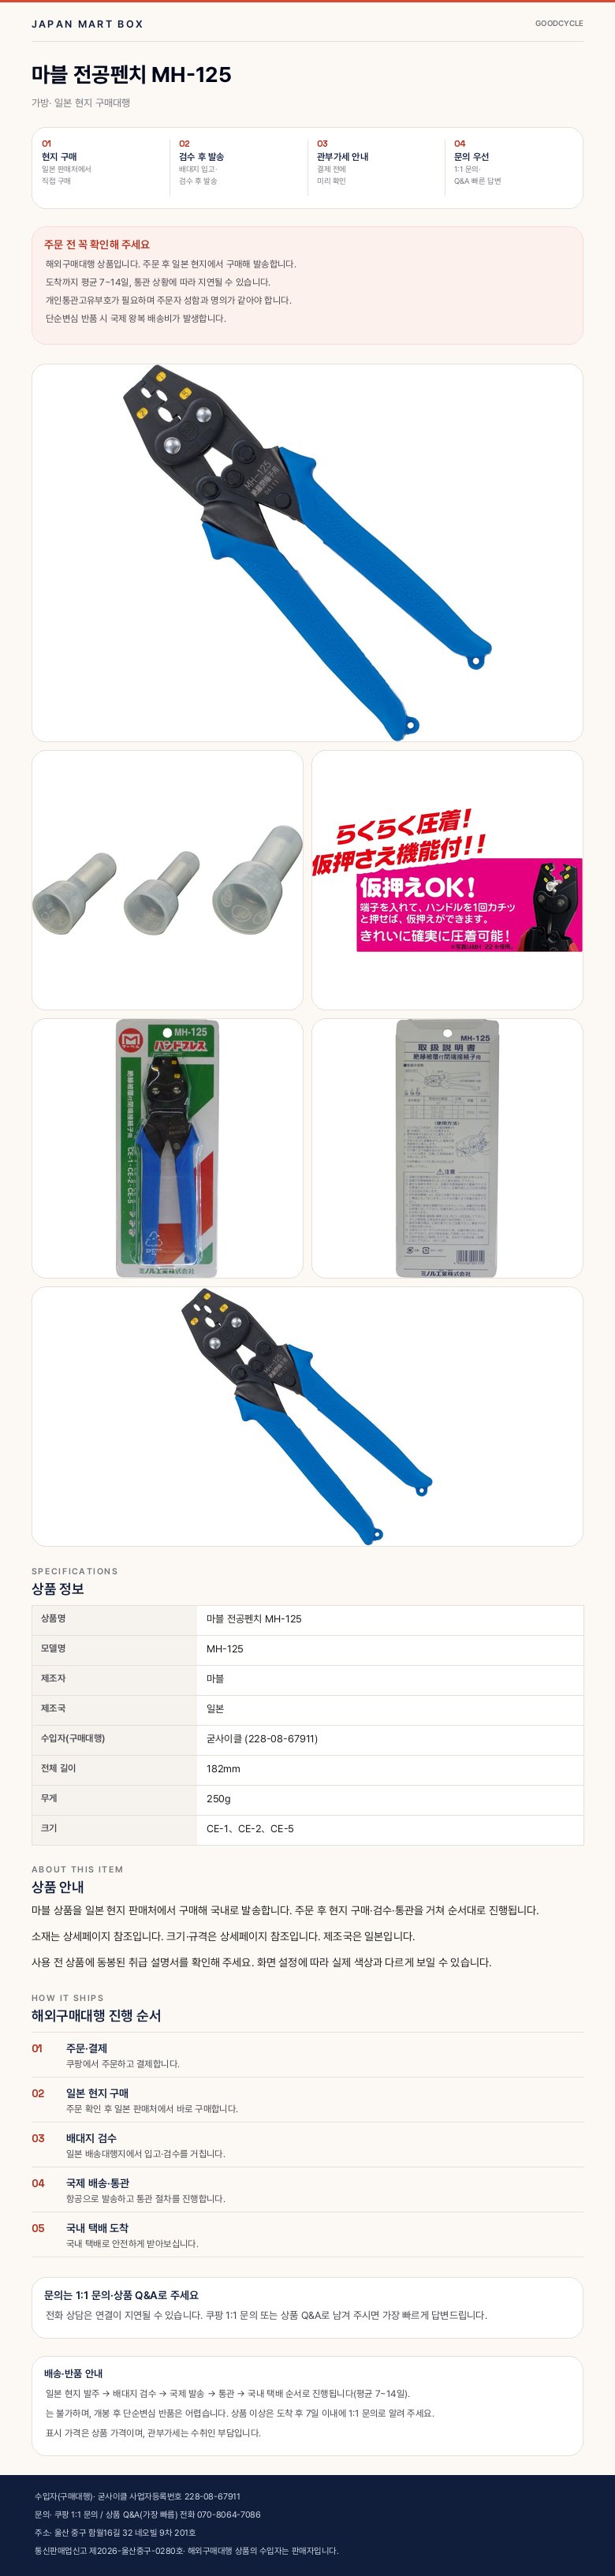 JAPAN MART BOX
GOODCYCLE
마블 전공펜치 MH-125
가방· 일본 현지 구매대행
01
현지 구매
일본 판매처에서
직접 구매
02
검수 후 발송
배대지 입고·
검수 후 발송
03
관부가세 안내
결제 전에
미리 확인
04
문의 우선
1:1 문의·
Q&A 빠른 답변
주문 전 꼭 확인해 주세요
해외구매대행 상품입니다. 주문 후 일본 현지에서 구매해 발송합니다.
도착까지 평균 7~14일, 통관 상황에 따라 지연될 수 있습니다.
개인통관고유부호가 필요하며 주문자 성함과 명의가 같아야 합니다.
단순변심 반품 시 국제 왕복 배송비가 발생합니다.
MH-125
らくらく圧着!
仮押さえ機能付り!!
仮押えOK!
端子を入れて、ハンドルを1回カチッ
と押せば、仮押えができます。
きれいに確実に圧着可能!
MH-125
ハンドプレス
CE-1・CE-2・CE-5
ミノル工業株式会社
MH-125
取扱説明書
絶縁被覆付閉端接続子用
(使用方法)
注意
ミノル工業株式会社
SPECIFICATIONS
상품 정보
상품명 마블 전공펜치 MH-125
모델명 MH-125
제조자 마블
제조국 일본
수입자(구매대행) 굳사이클 (228-08-67911)
전체 길이 182mm
무게 250g
크기 CE-1、CE-2、CE-5
ABOUT THIS ITEM
상품 안내
마블 상품을 일본 현지 판매처에서 구매해 국내로 발송합니다. 주문 후 현지 구매·검수·통관을 거쳐 순서대로 진행됩니다.
소재는 상세페이지 참조입니다. 크기·규격은 상세페이지 참조입니다. 제조국은 일본입니다.
사용 전 상품에 동봉된 취급 설명서를 확인해 주세요. 화면 설정에 따라 실제 색상과 다르게 보일 수 있습니다.
HOW IT SHIPS
해외구매대행 진행 순서
01 주문·결제
쿠팡에서 주문하고 결제합니다.
02 일본 현지 구매
주문 확인 후 일본 판매처에서 바로 구매합니다.
03 배대지 검수
일본 배송대행지에서 입고·검수를 거칩니다.
04 국제 배송·통관
항공으로 발송하고 통관 절차를 진행합니다.
05 국내 택배 도착
국내 택배로 안전하게 받아보십니다.
문의는 1:1 문의·상품 Q&A로 주세요
전화 상담은 연결이 지연될 수 있습니다. 쿠팡 1:1 문의 또는 상품 Q&A로 남겨 주시면 가장 빠르게 답변드립니다.
배송·반품 안내
일본 현지 발주 → 배대지 검수 → 국제 발송 → 통관 → 국내 택배 순서로 진행됩니다(평균 7~14일).
는 불가하며, 개봉 후 단순변심 반품은 어렵습니다. 상품 이상은 도착 후 7일 이내에 1:1 문의로 알려 주세요.
표시 가격은 상품 가격이며, 관부가세는 수취인 부담입니다.
수입자(구매대행)· 굳사이클 사업자등록번호 228-08-67911
문의· 쿠팡 1:1 문의 / 상품 Q&A(가장 빠름) 전화 070-8064-7086
주소· 울산 중구 함월16길 32 네오빌 9차 201호
통신판매업신고 제2026-울산중구-0280호· 해외구매대행 상품의 수입자는 판매자입니다.